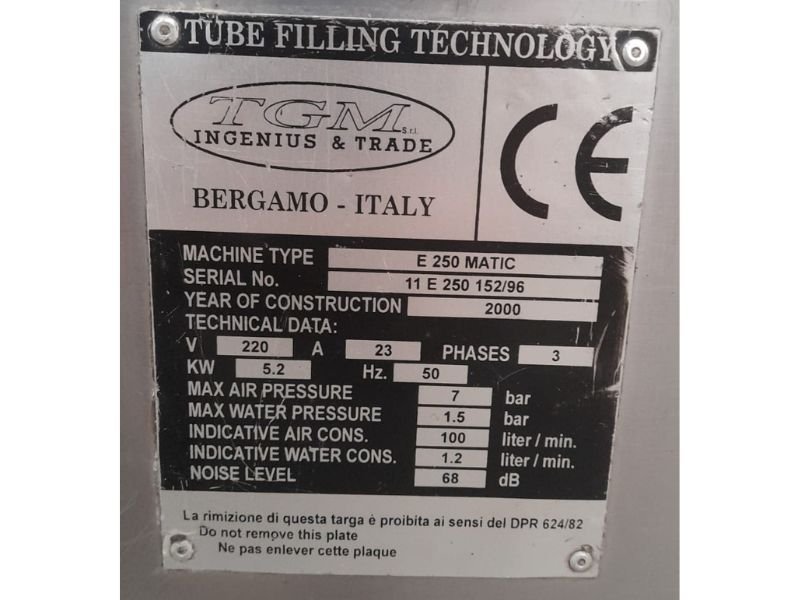 TUBE FILLING TECHNOLOGY
TGM S.r.l.
INGENIUS & TRADE
CE
BERGAMO - ITALY
MACHINE TYPE E 250 MATIC
SERIAL No. 11 E 250 152/96
YEAR OF CONSTRUCTION 2000
TECHNICAL DATA:
V 220 A 23 PHASES 3
KW 5.2 Hz. 50
MAX AIR PRESSURE 7 bar
MAX WATER PRESSURE 1.5 bar
INDICATIVE AIR CONS. 100 liter / min.
INDICATIVE WATER CONS. 1.2 liter / min.
NOISE LEVEL 68 dB
La rimizione di questa targa è proibita ai sensi del DPR 624/82
Do not remove this plate
Ne pas enlever cette plaque